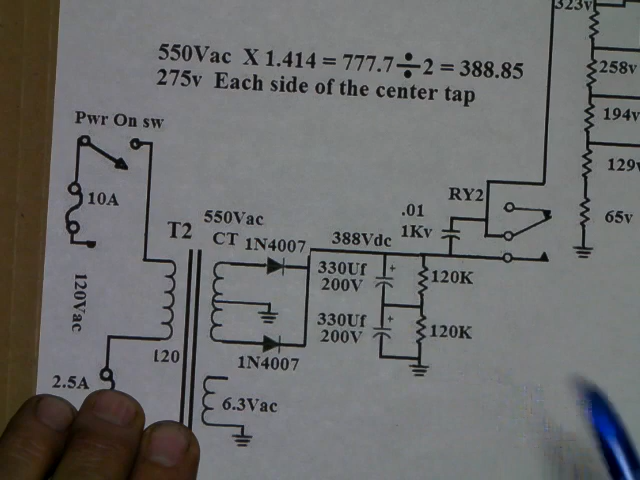 323v
550Vac X 1.414 = 777.7÷2 = 388.85
275v Each side of the center tap
258v
Pwr On sw
194v
129v
10A
RY2
65v
550Vac
.01
T2
CT 1N4007
388Vdc
1Kv
330Uf
200V
120K
120Vac
330Uf
200V
120K
120
1N4007
2.5A
6.3Vac